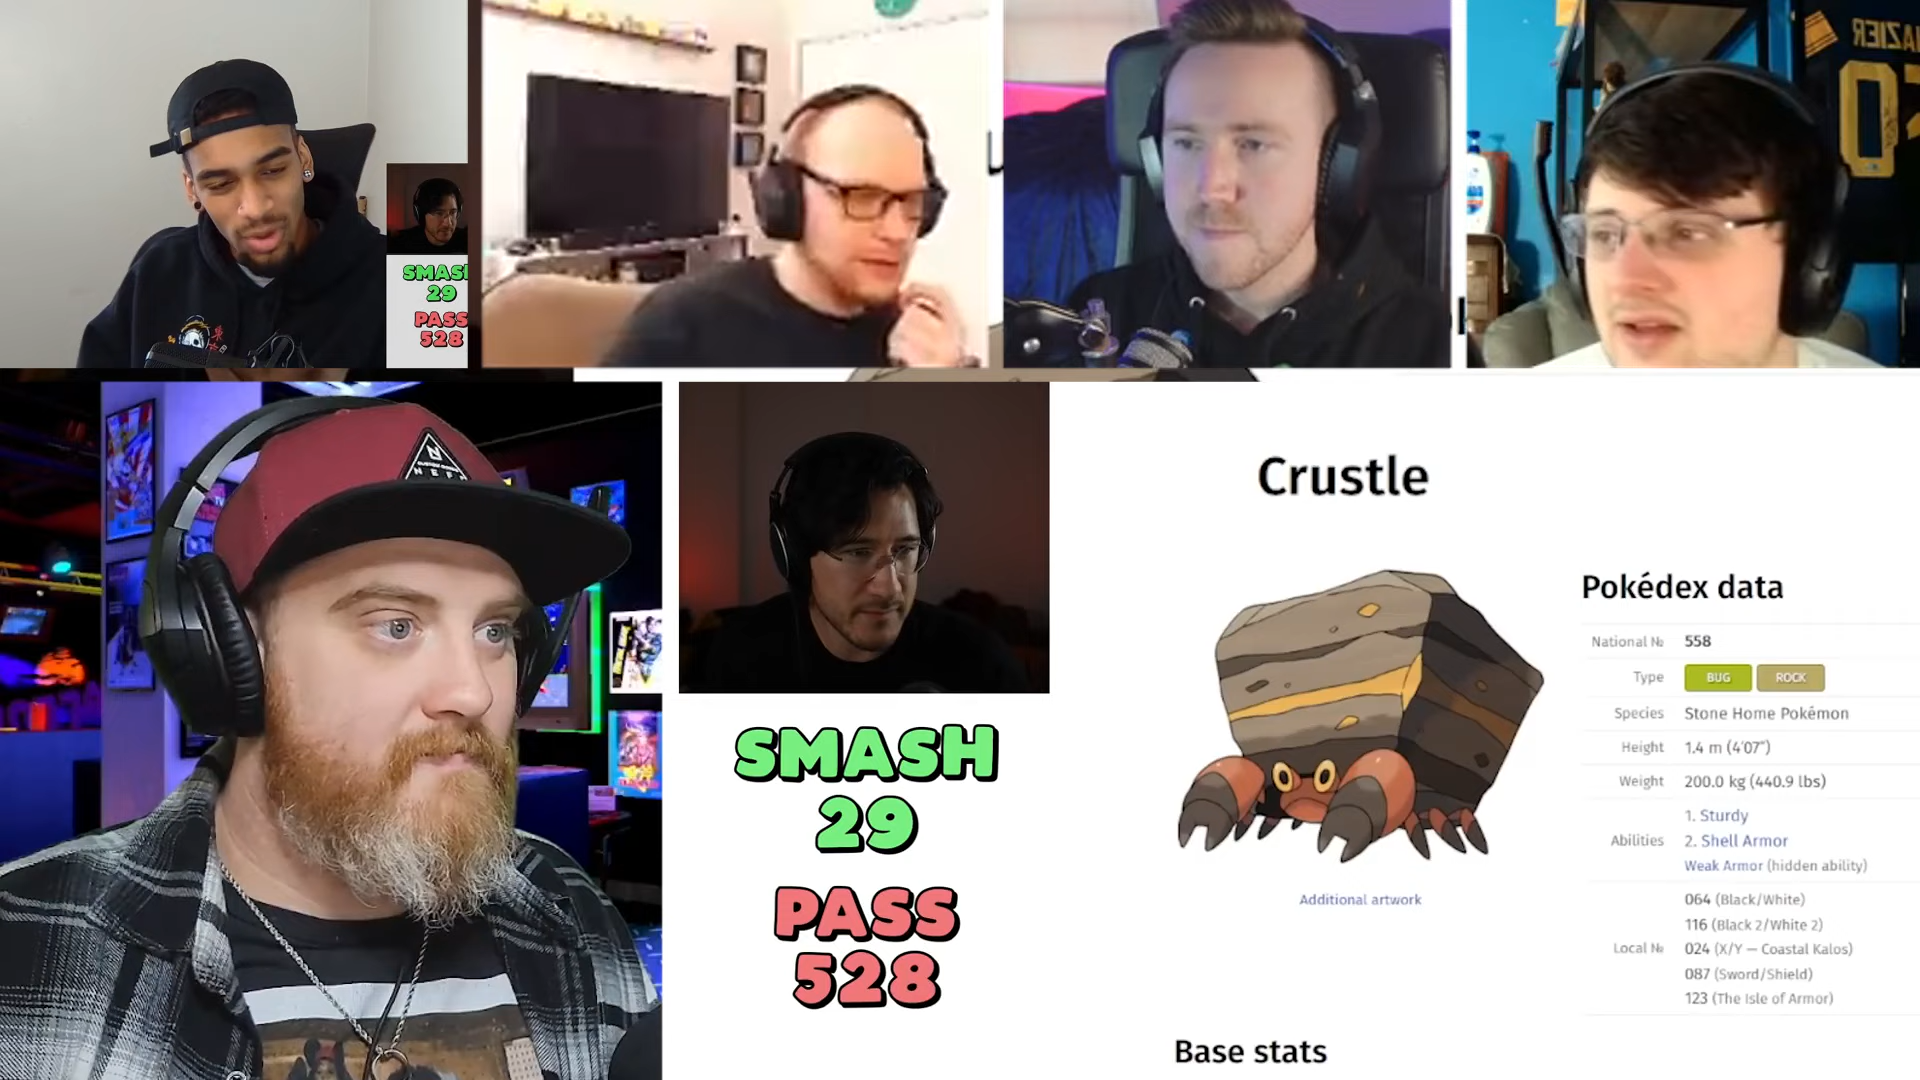 SMASH
29
PASS
528
NEFF
Crustle
Additional artwork
Base stats
SMASH
29
PASS
528
Pokédex data
National № 558
Type BUG ROCK
Species Stone Home Pokémon
Height 1.4 m (4′07″)
Weight 200.0 kg (440.9 lbs)
Abilities 1. Sturdy
2. Shell Armor
Weak Armor (hidden ability)
Local № 064 (Black/White)
116 (Black 2/White 2)
024 (X/Y — Coastal Kalos)
087 (Sword/Shield)
123 (The Isle of Armor)